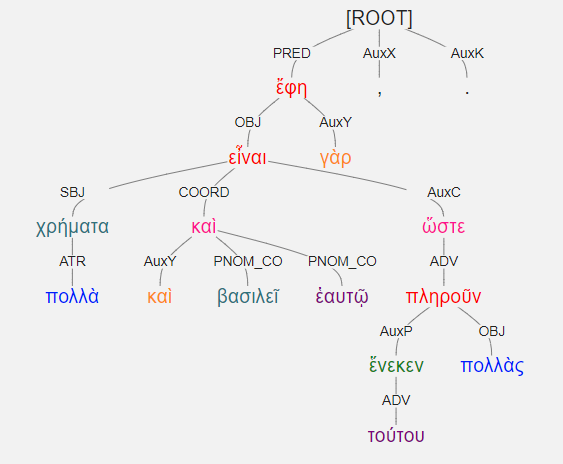 [ROOT]
PRED AuxX AuxK
ἔφη , .
OBJ AuxY
εἶναι γὰρ
SBJ COORD AuxC
χρήματα καὶ ὥστε
ATR AuxY PNOM_CO PNOM_CO ADV
πολλὰ καὶ βασιλεῖ ἑαυτῷ πληροῦν
AuxP OBJ
ἕνεκεν πολλὰς
ADV
τούτου